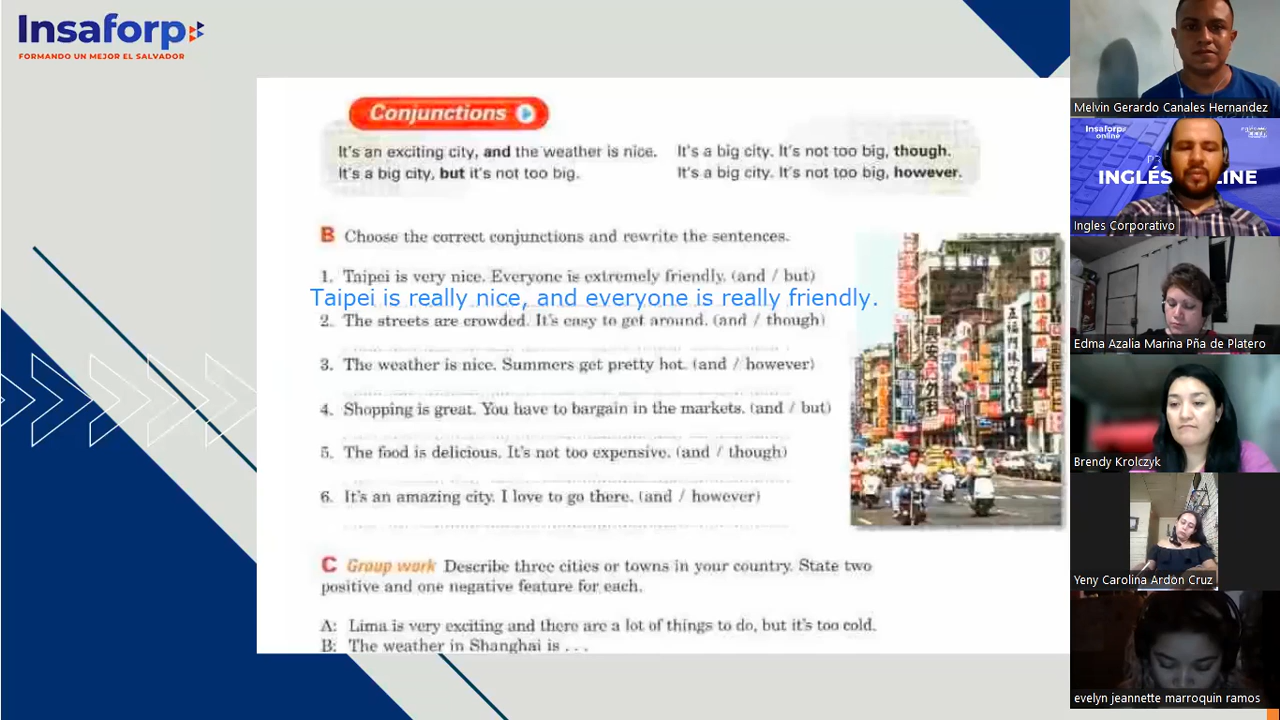 Insaforp
FORMANDO UN MEJOR EL SALVADOR
Conjunctions
It's an exciting city, and the weather is nice.
It's a big city, but it's not too big.
It's a big city. It's not too big, though.
It's a big city. It's not too big, however.
B Choose the correct conjunctions and rewrite the sentences.
1. Taipei is very nice. Everyone is extremely friendly. (and / but)
Taipei is really nice, and everyone is really friendly.
2. The streets are crowded. It's easy to get around. (and / though)
3. The weather is nice. Summers get pretty hot. (and / however)
4. Shopping is great. You have to bargain in the markets. (and / but)
5. The food is delicious. It's not too expensive. (and / though)
6. It's an amazing city. I love to go there. (and / however)
C Group work Describe three cities or towns in your country. State two
positive and one negative feature for each.
A: Lima is very exciting and there are a lot of things to do, but it's too cold.
B: The weather in Shanghai is . . .
Melvin Gerardo Canales Hernandez
Insaforp
online
INGLÉS
LINE
Ingles Corporativo
Edma Azalia Marina Pña de Platero
Brendy Krolczyk
Yeny Carolina Ardón Cruz
evelyn jeannette marroquin ramos